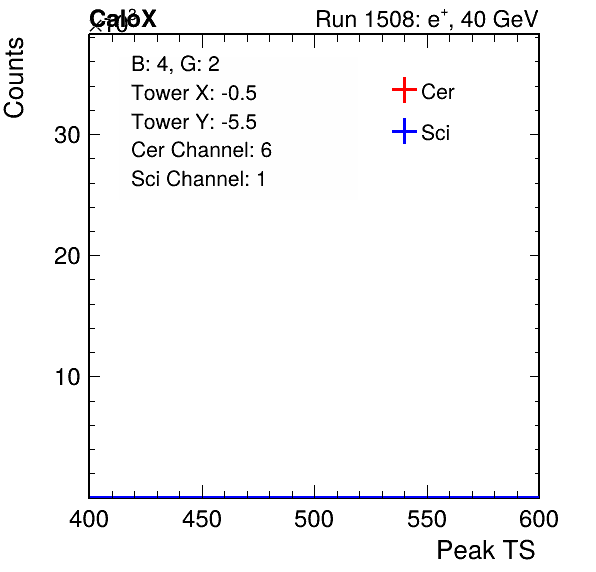 CaloX
×10³
Run 1508: e⁺, 40 GeV
Counts
B: 4, G: 2
Tower X: -0.5
Tower Y: -5.5
Cer Channel: 6
Sci Channel: 1
Cer
Sci
30
20
10
400 450 500 550 600
Peak TS